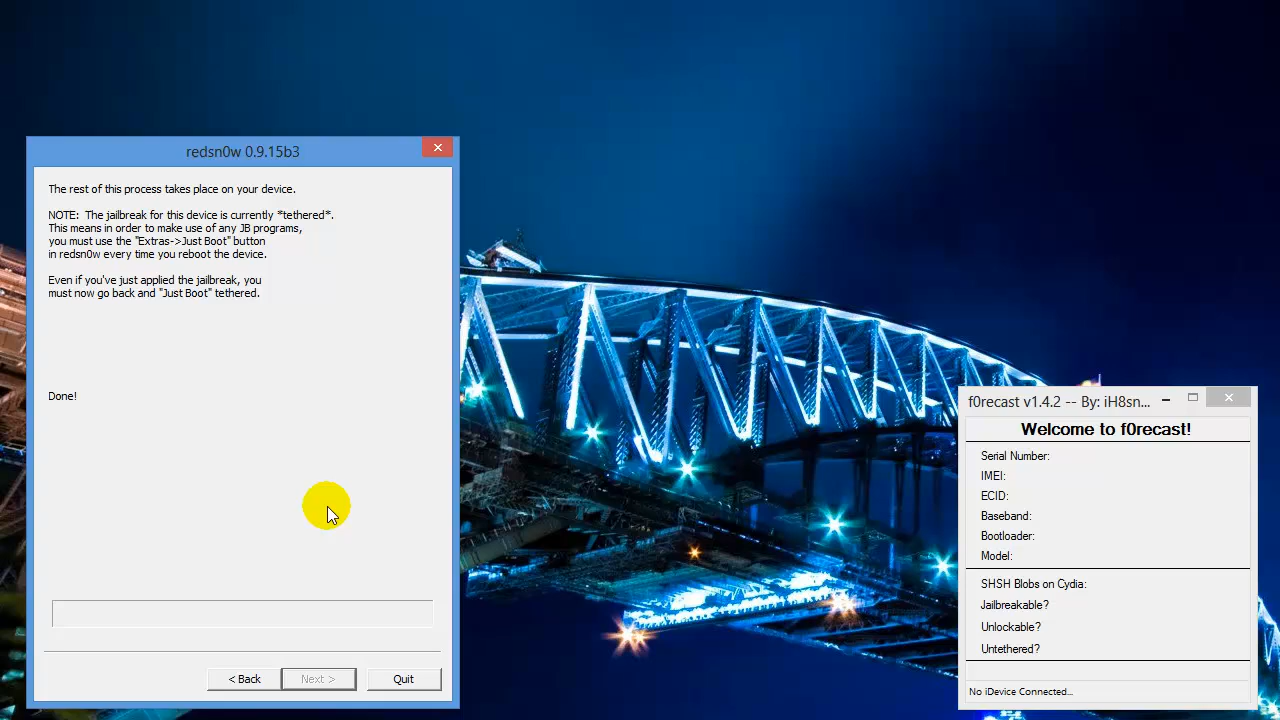 redsn0w 0.9.15b3
The rest of this process takes place on your device.
NOTE:  The jailbreak for this device is currently *tethered*.
This means in order to make use of any JB programs,
you must use the "Extras->Just Boot" button
in redsn0w every time you reboot the device.
Even if you've just applied the jailbreak, you
must now go back and "Just Boot" tethered.
Done!
< Back
Next >
Quit
f0recast v1.4.2 -- By: iH8sn...
Welcome to f0recast!
Serial Number:
IMEI:
ECID:
Baseband:
Bootloader:
Model:
SHSH Blobs on Cydia:
Jailbreakable?
Unlockable?
Untethered?
No iDevice Connected...